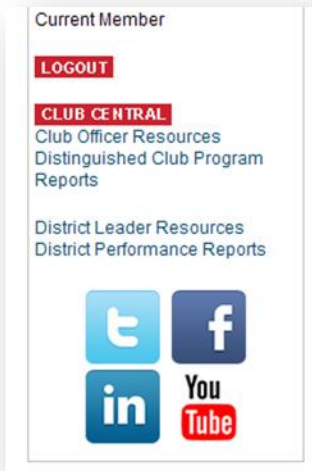 Current Member
LOGOUT
CLUB CENTRAL
Club Officer Resources
Distinguished Club Program
Reports
District Leader Resources
District Performance Reports
t f
in You
Tube